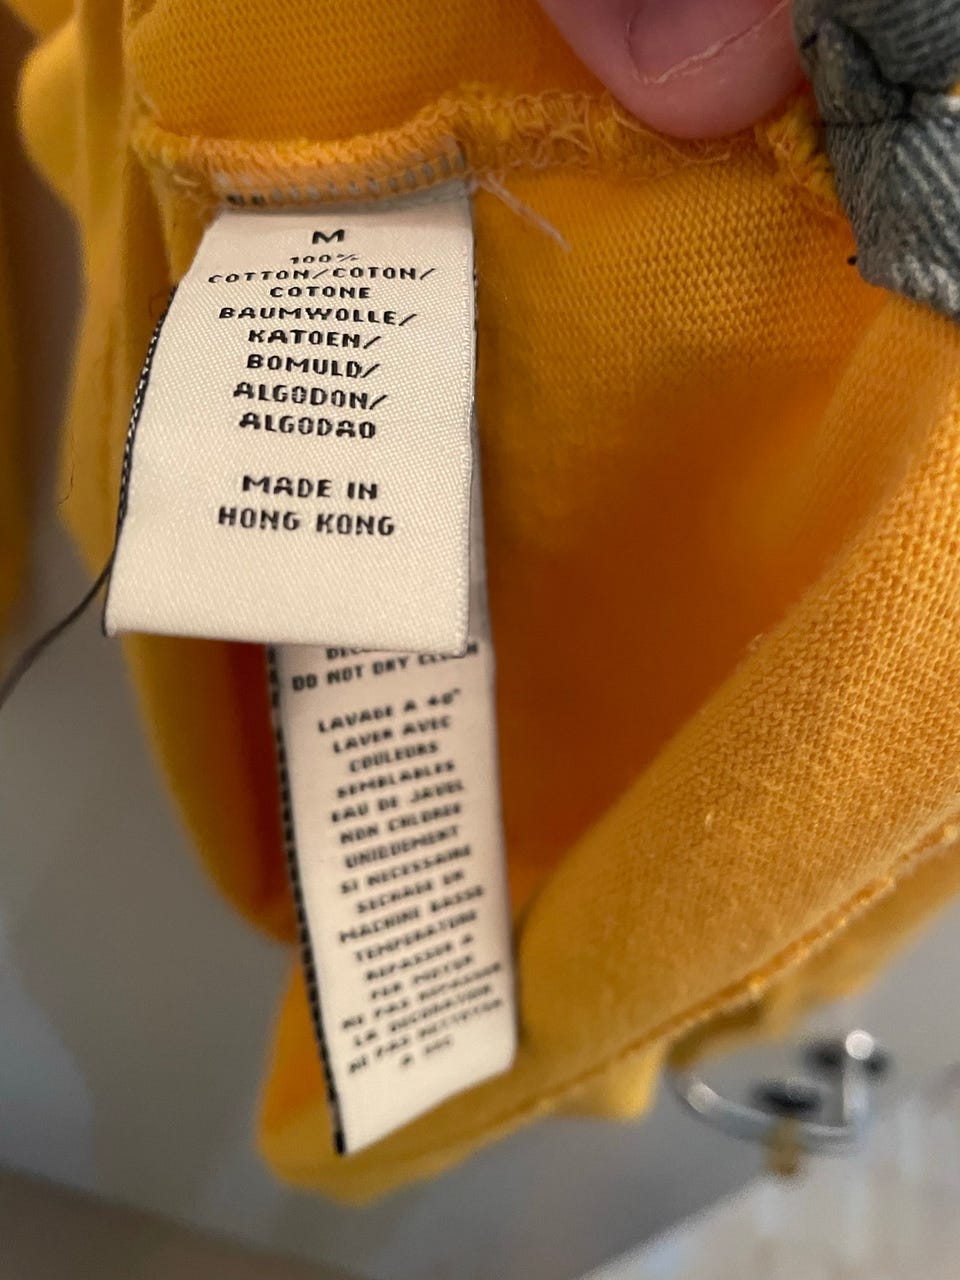 M
100%
COTTON/COTON/
COTONE
BAUMWOLLE/
KATOEN/
BOMULD/
ALGODON/
ALGODAO
MADE IN
HONG KONG
DO NOT DRY CLEAN
LAVAGE A 40°
LAVER AVEC
COULEURS
SEMBLABLES
EAU DE JAVEL
NON CHLOREE
UNIQUEMENT
SI NECESSAIRE
SECHAGE EN
MACHINE BASSE
TEMPERATURE
REPASSER A
FER MOYEN
NE PAS REPASSER
LA DECORATION
NE PAS NETTOYER
A SEC